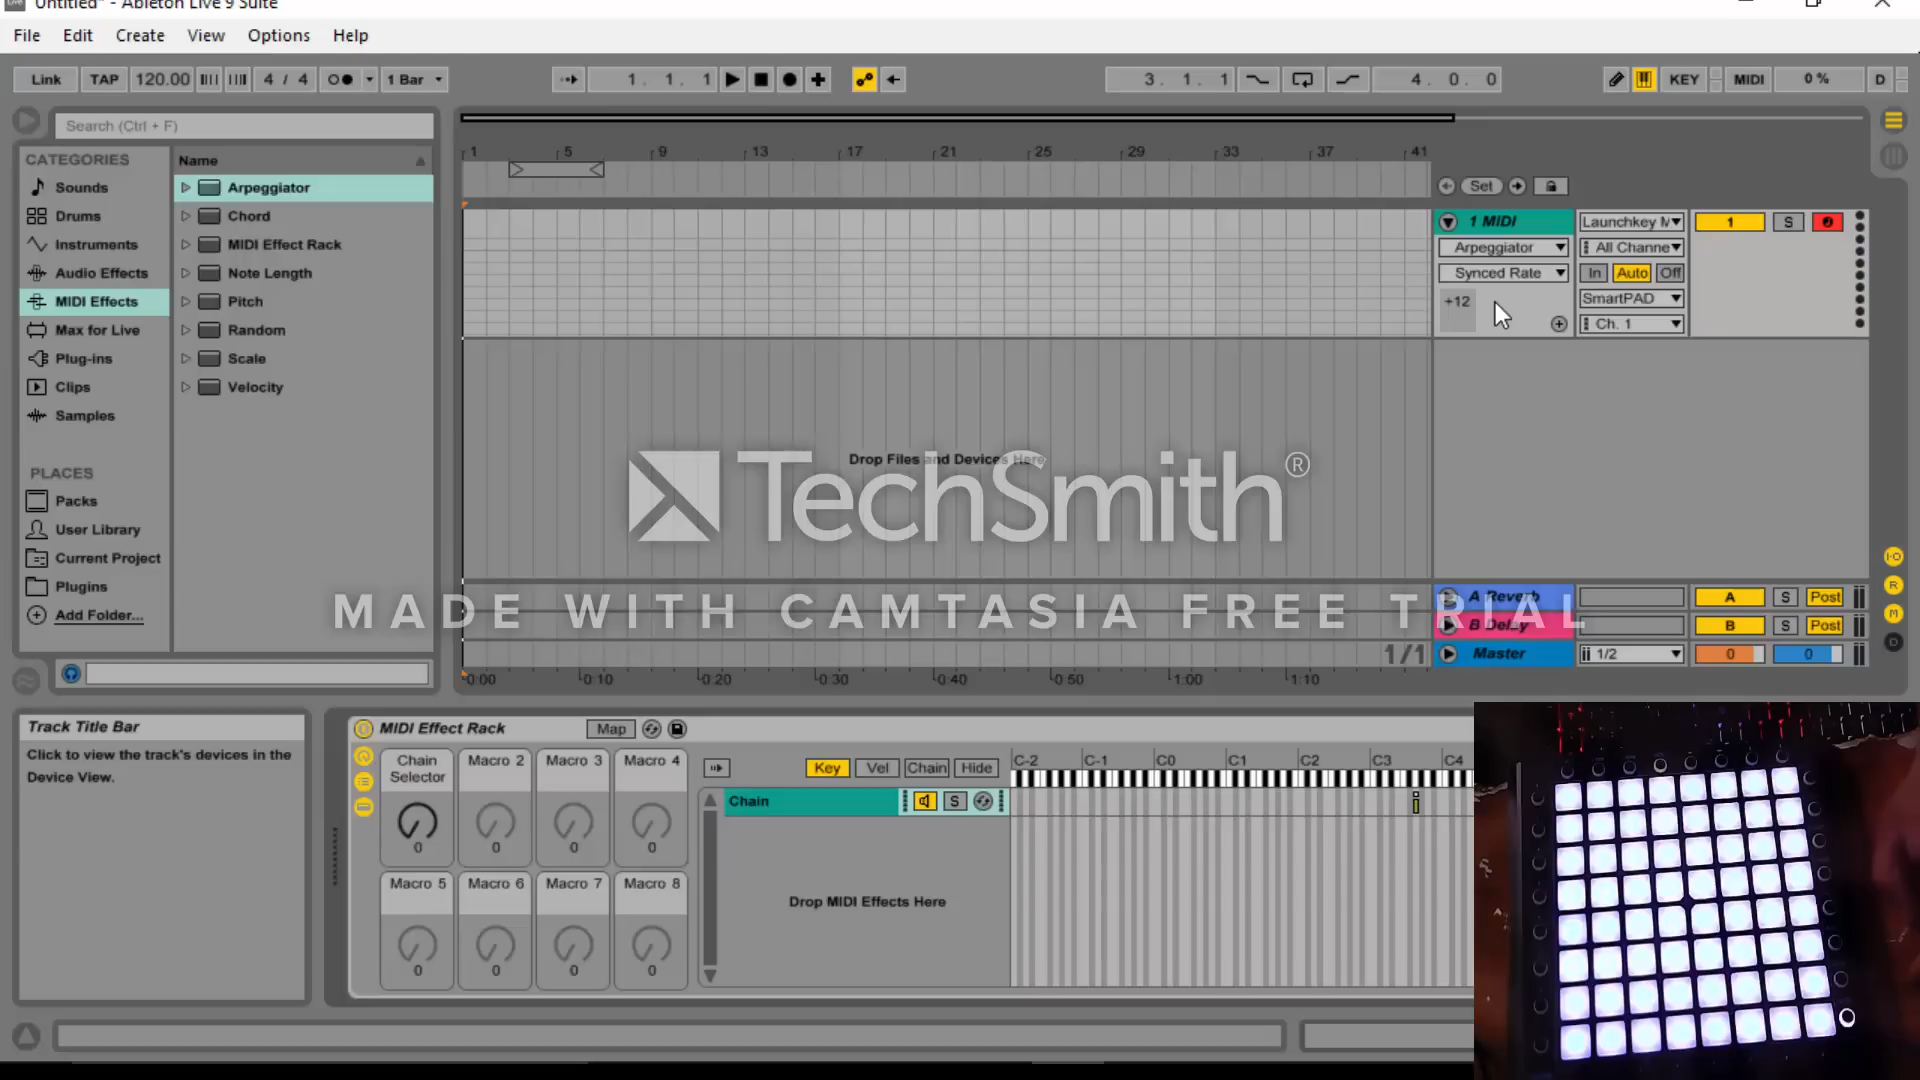 Untitled* - Ableton Live 9 Suite
File Edit Create View Options Help
Link TAP 120.00 4 / 4 1 Bar 1. 1. 1 3. 1. 1 4. 0. 0 KEY MIDI 0 % D
Search (Ctrl + F)
CATEGORIES
Sounds
Drums
Instruments
Audio Effects
MIDI Effects
Max for Live
Plug-ins
Clips
Samples
PLACES
Packs
User Library
Current Project
Plugins
Add Folder...
Name
Arpeggiator
Chord
MIDI Effect Rack
Note Length
Pitch
Random
Scale
Velocity
1 5 9 13 17 21 25 29 33 37 41
Set
1 MIDI Launchkey M 1 S
Arpeggiator All Channe
Synced Rate In Auto Off
+12 SmartPAD
Ch. 1
Drop Files and Devices Here
TechSmith®
MADE WITH CAMTASIA FREE TRIAL
A Reverb A S Post
B Delay B S Post
1/1 Master 1/2 0 0
0:00 0:10 0:20 0:30 0:40 0:50 1:00 1:10
I·O
R
M
D
Track Title Bar
Click to view the track's devices in the
Device View.
MIDI Effect Rack Map
Chain Selector Macro 2 Macro 3 Macro 4
0 0 0 0
Macro 5 Macro 6 Macro 7 Macro 8
0 0 0 0
Key Vel Chain Hide
C-2 C-1 C0 C1 C2 C3 C4
Chain S
Drop MIDI Effects Here